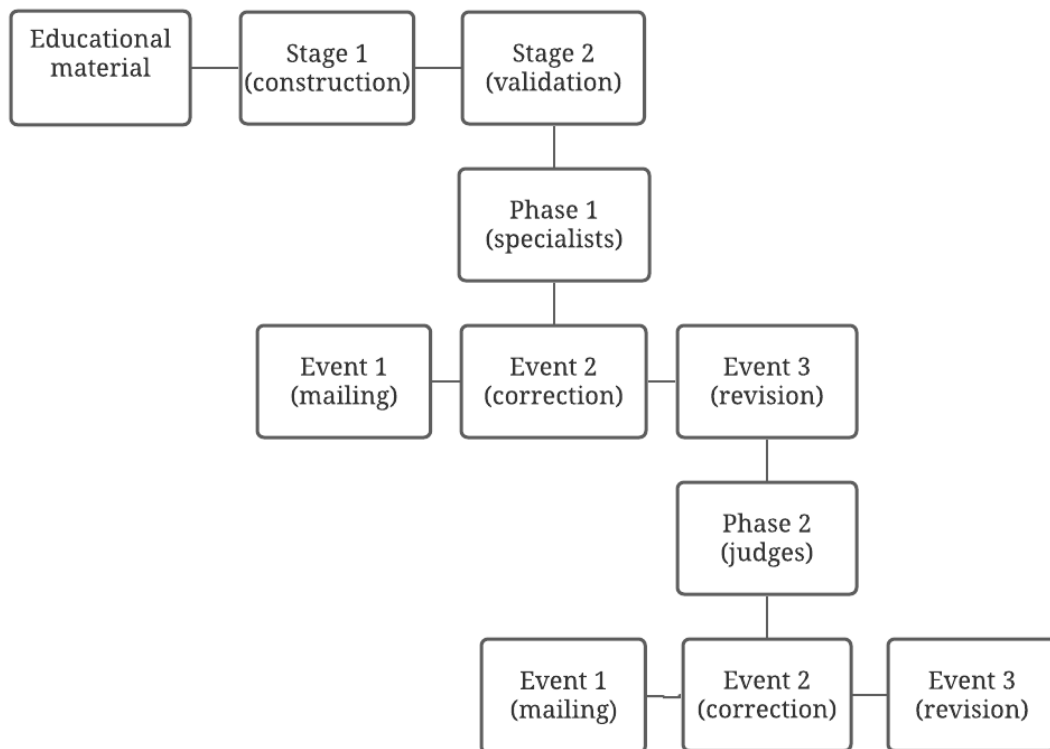 Educational
material
Stage 1
(construction)
Stage 2
(validation)
Phase 1
(specialists)
Event 1
(mailing)
Event 2
(correction)
Event 3
(revision)
Phase 2
(judges)
Event 1
(mailing)
Event 2
(correction)
Event 3
(revision)